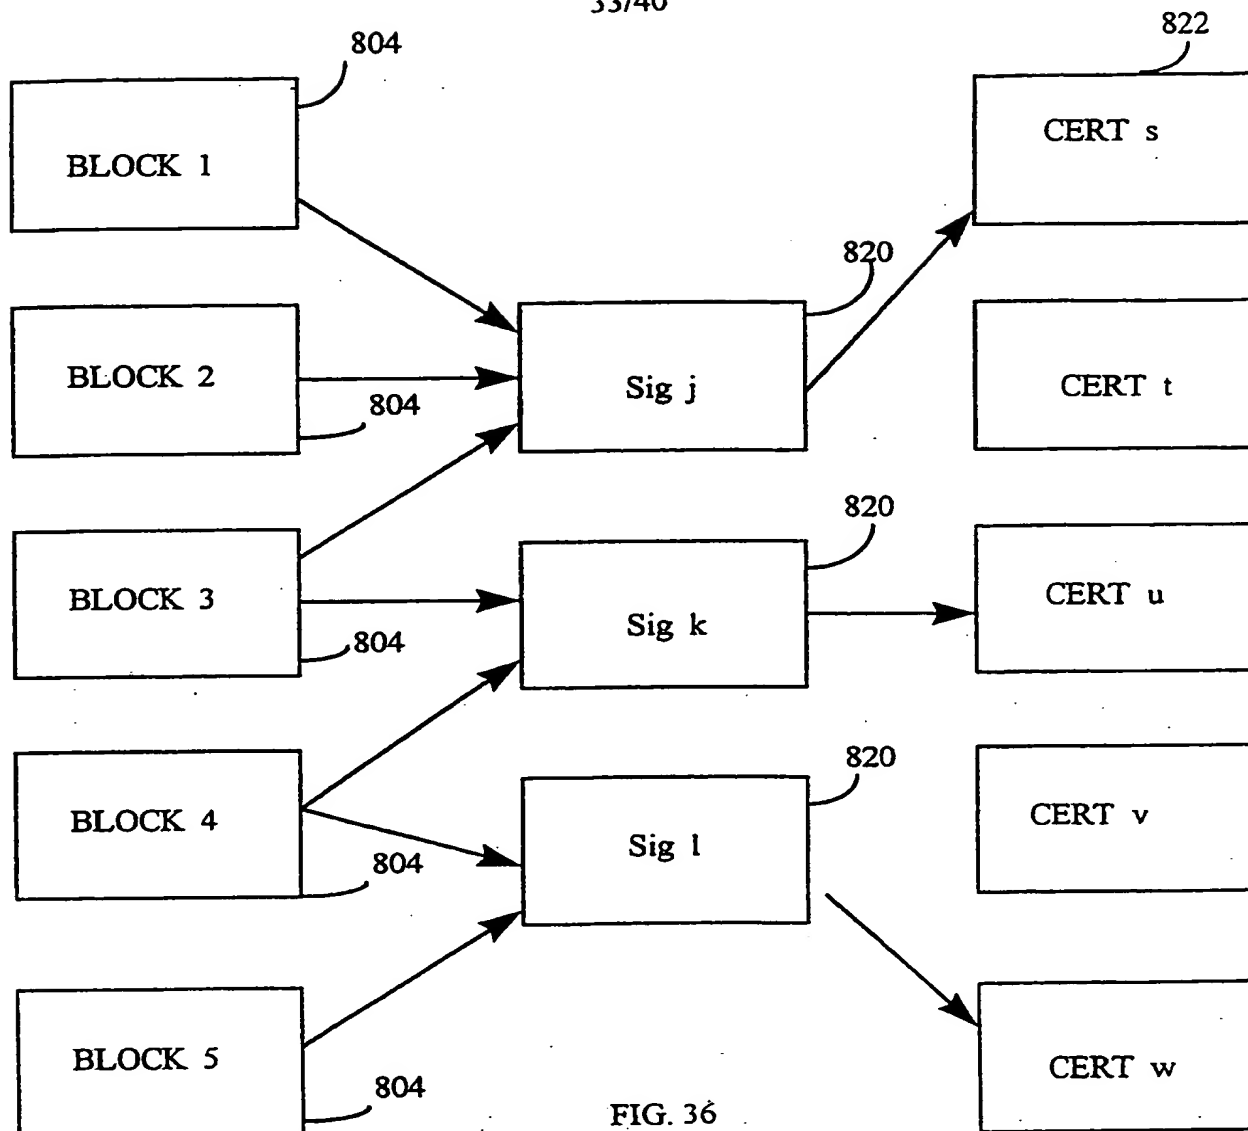 33/40
804
822
BLOCK 1
CERT s
820
BLOCK 2
804
Sig j
CERT t
820
BLOCK 3
804
Sig k
CERT u
820
BLOCK 4
804
Sig l
CERT v
BLOCK 5
804
CERT w
FIG. 36